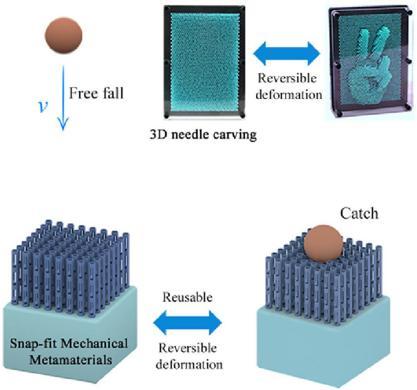 v
Free fall
Reversible
deformation
3D needle carving
Catch
Snap-fit Mechanical
Metamaterials
Reusable
Reversible
deformation